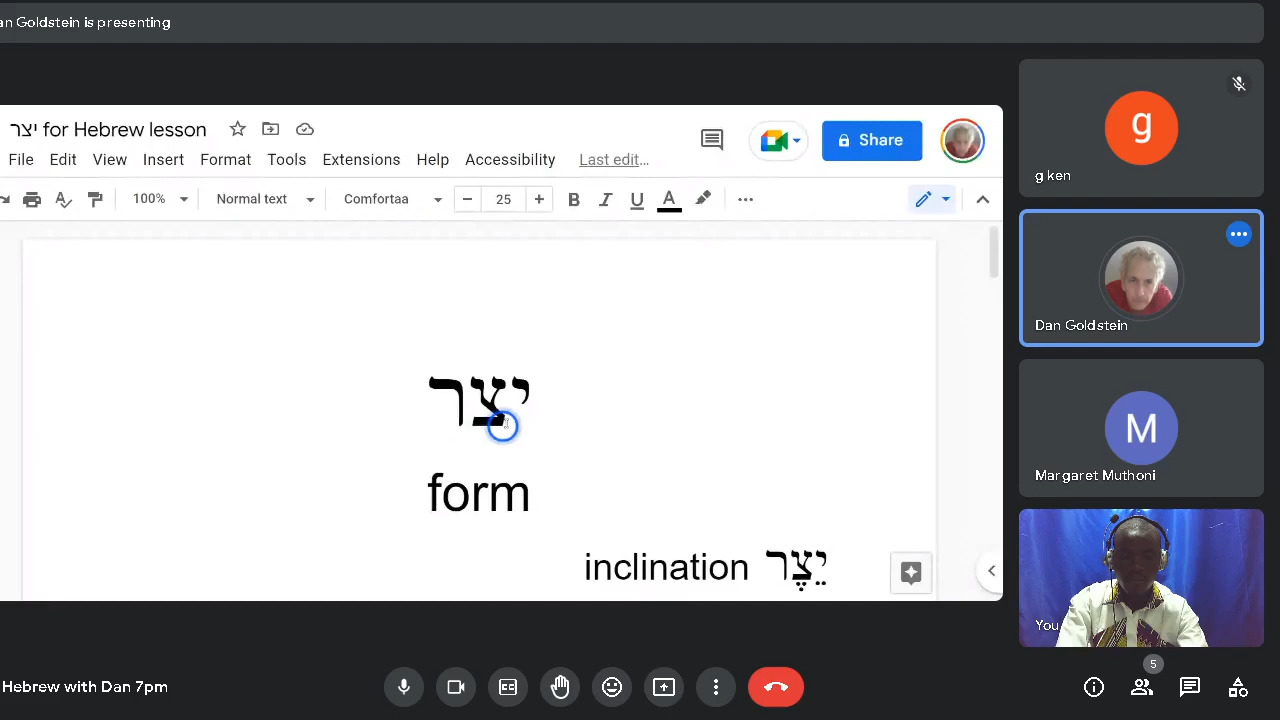 an Goldstein is presenting
יצר for Hebrew lesson
Share
File Edit View Insert Format Tools Extensions Help Accessibility Last edit...
100% Normal text Comfortaa 25 B I U A
יצר
form
inclination יֵצֶר
g
g ken
Dan Goldstein
M
Margaret Muthoni
You
Hebrew with Dan 7pm
5